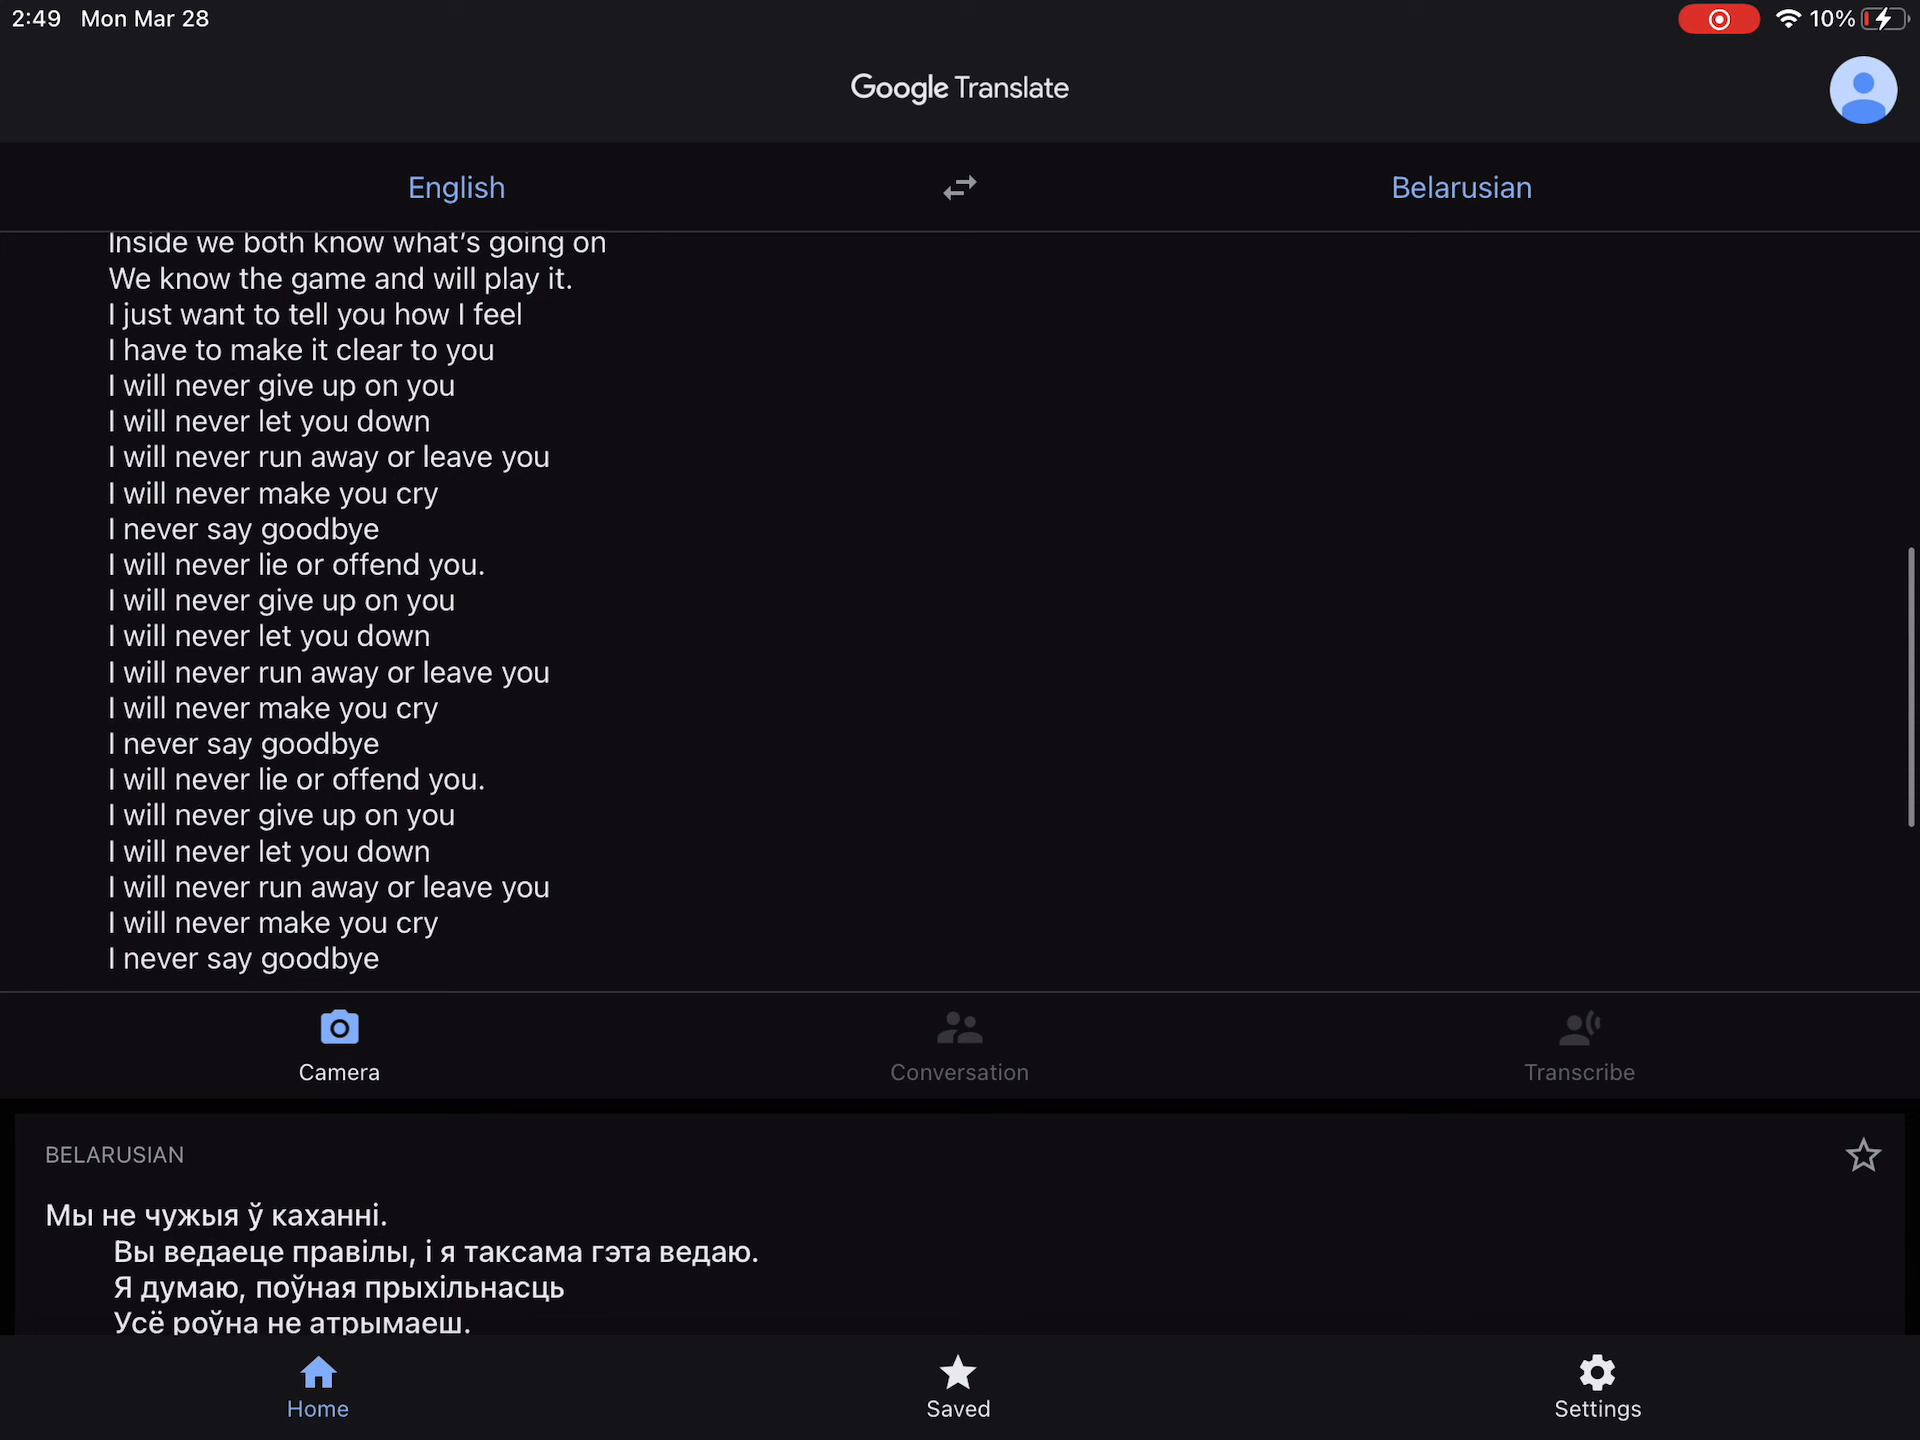 2:49 Mon Mar 28
10%
Google Translate
English
Belarusian
Inside we both know what's going on
We know the game and will play it.
I just want to tell you how I feel
I have to make it clear to you
I will never give up on you
I will never let you down
I will never run away or leave you
I will never make you cry
I never say goodbye
I will never lie or offend you.
I will never give up on you
I will never let you down
I will never run away or leave you
I will never make you cry
I never say goodbye
I will never lie or offend you.
I will never give up on you
I will never let you down
I will never run away or leave you
I will never make you cry
I never say goodbye
Camera
Conversation
Transcribe
BELARUSIAN
Мы не чужыя ў каханні.
Вы ведаеце правілы, і я таксама гэта ведаю.
Я думаю, поўная прыхільнасць
Усё роўна не атрымаеш.
Home
Saved
Settings